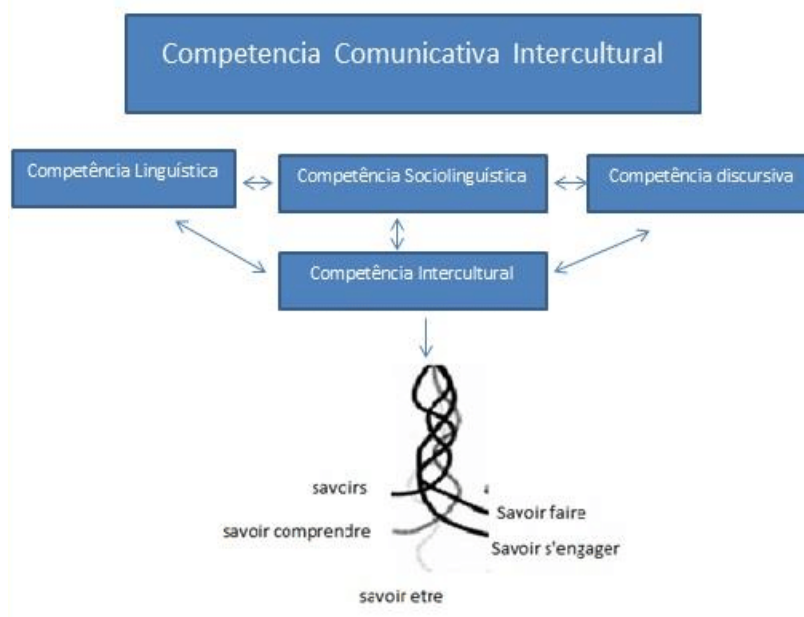 Competencia Comunicativa Intercultural
Competência Linguística
Competência Sociolinguística
Competência discursiva
Competência Intercultural
savoirs
Savoir faire
savoir comprendre
Savoir s'engager
savoir etre